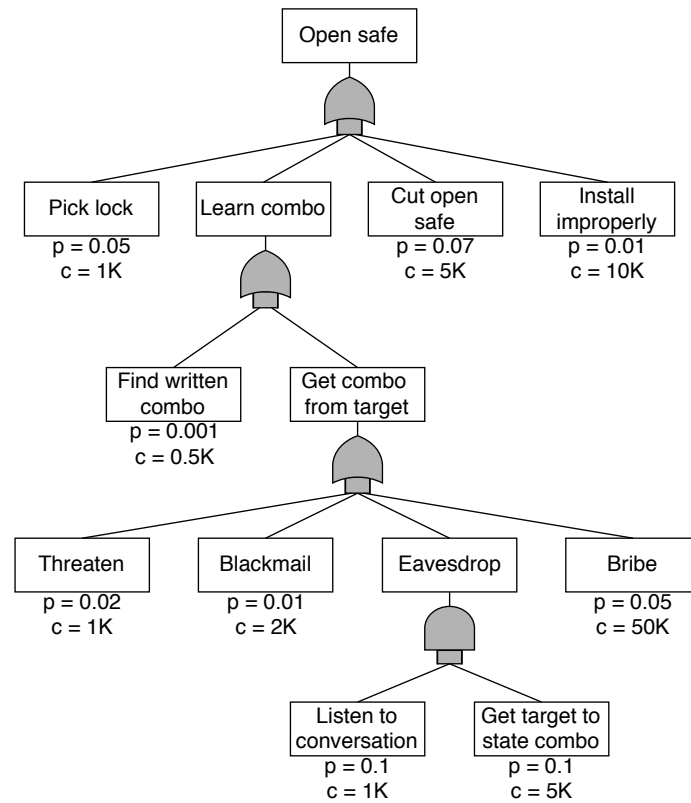 Open safe
Pick lock
p = 0.05
c = 1K
Learn combo
Cut open
safe
p = 0.07
c = 5K
Install
improperly
p = 0.01
c = 10K
Find written
combo
p = 0.001
c = 0.5K
Get combo
from target
Threaten
p = 0.02
c = 1K
Blackmail
p = 0.01
c = 2K
Eavesdrop
Bribe
p = 0.05
c = 50K
Listen to
conversation
p = 0.1
c = 1K
Get target to
state combo
p = 0.1
c = 5K